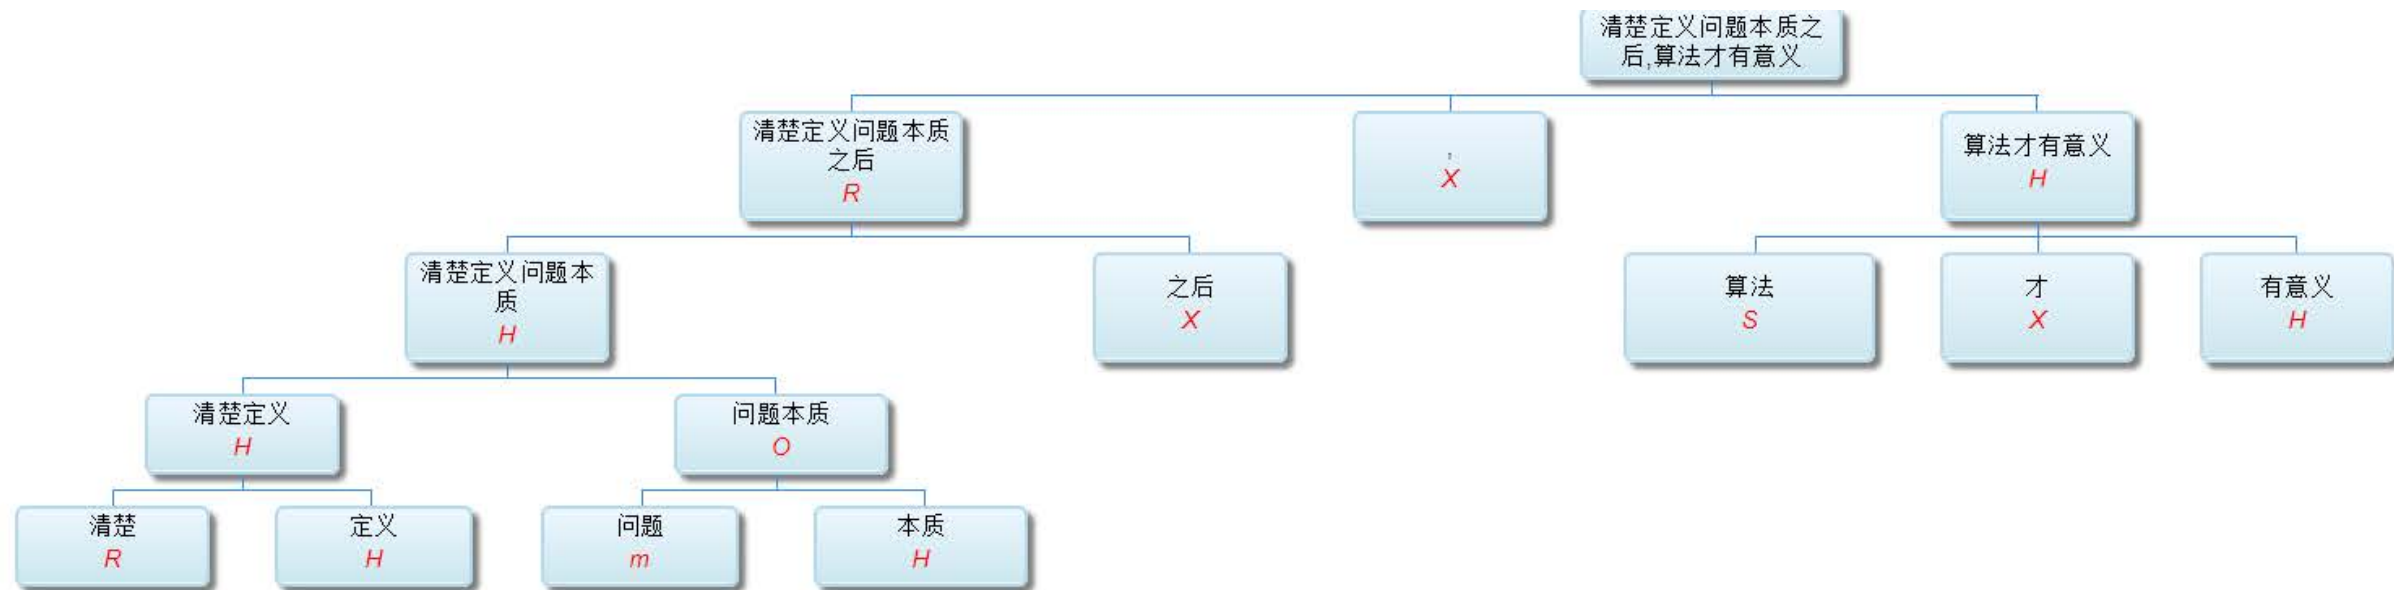 清楚定义问题本质之
后,算法才有意义
清楚定义问题本质
之后
R
,
X
算法才有意义
H
清楚定义问题本
质
H
之后
X
算法
S
才
X
有意义
H
清楚定义
H
问题本质
O
清楚
R
定义
H
问题
m
本质
H